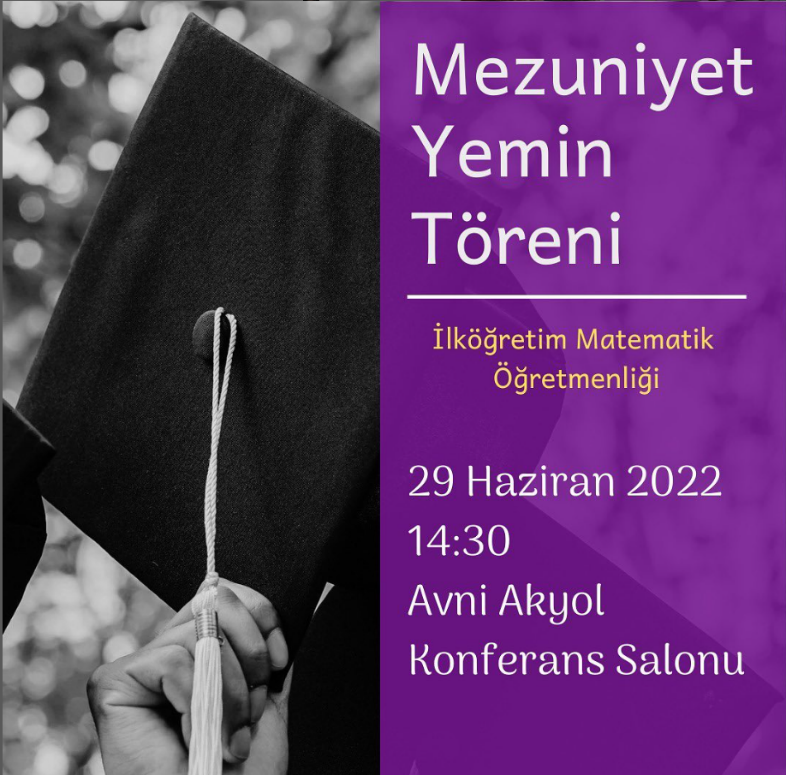 Mezuniyet
Yemin
Töreni
İlköğretim Matematik
Öğretmenliği
29 Haziran 2022
14:30
Avni Akyol
Konferans Salonu